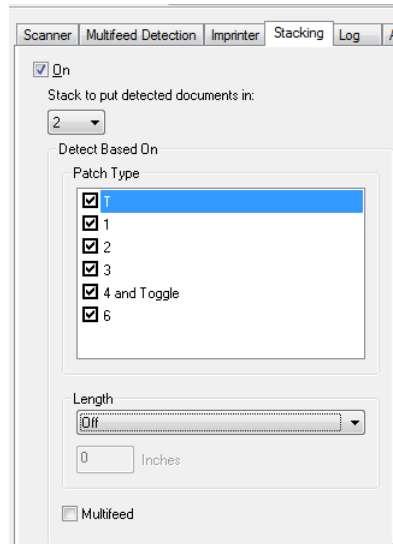 Scanner Multifeed Detection Imprinter Stacking Log
On
Stack to put detected documents in:
2
Detect Based On
Patch Type
T
1
2
3
4 and Toggle
6
Length
Off
0 Inches
Multifeed